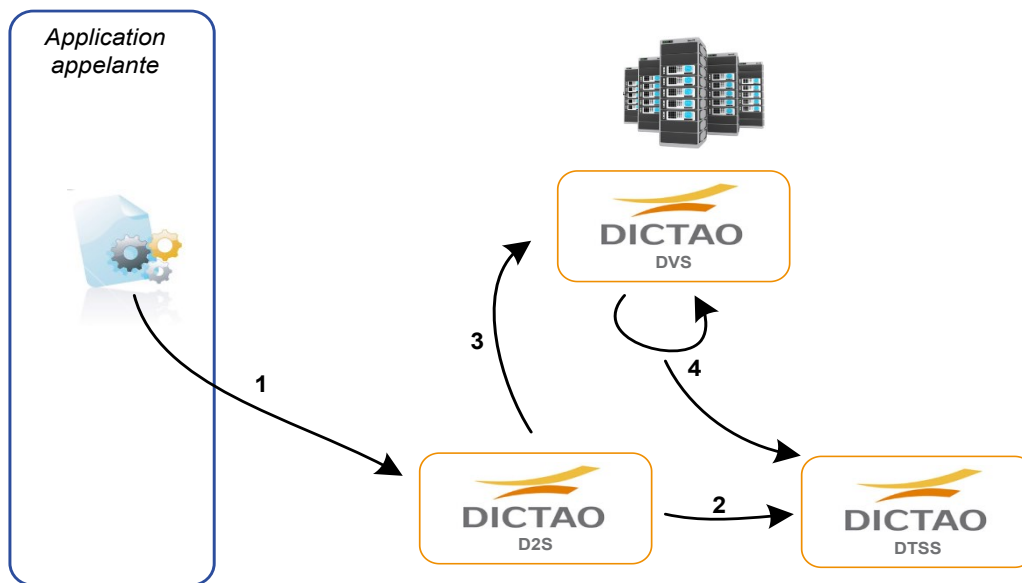 Application
appelante
DICTAO
DVS
3
4
1
DICTAO
D2S
2
DICTAO
DTSS